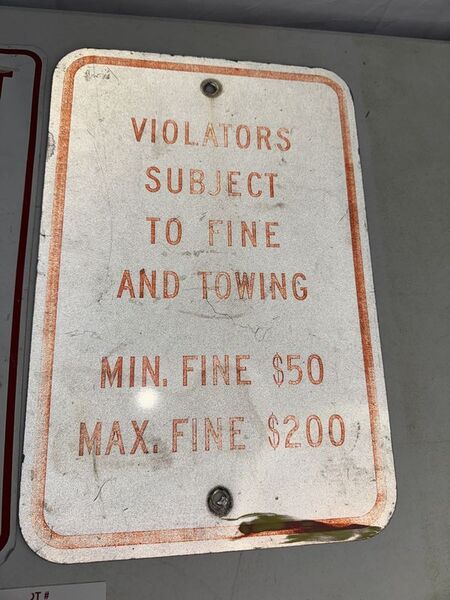 VIOLATORS
SUBJECT
TO FINE
AND TOWING
MIN. FINE $50
MAX. FINE $200